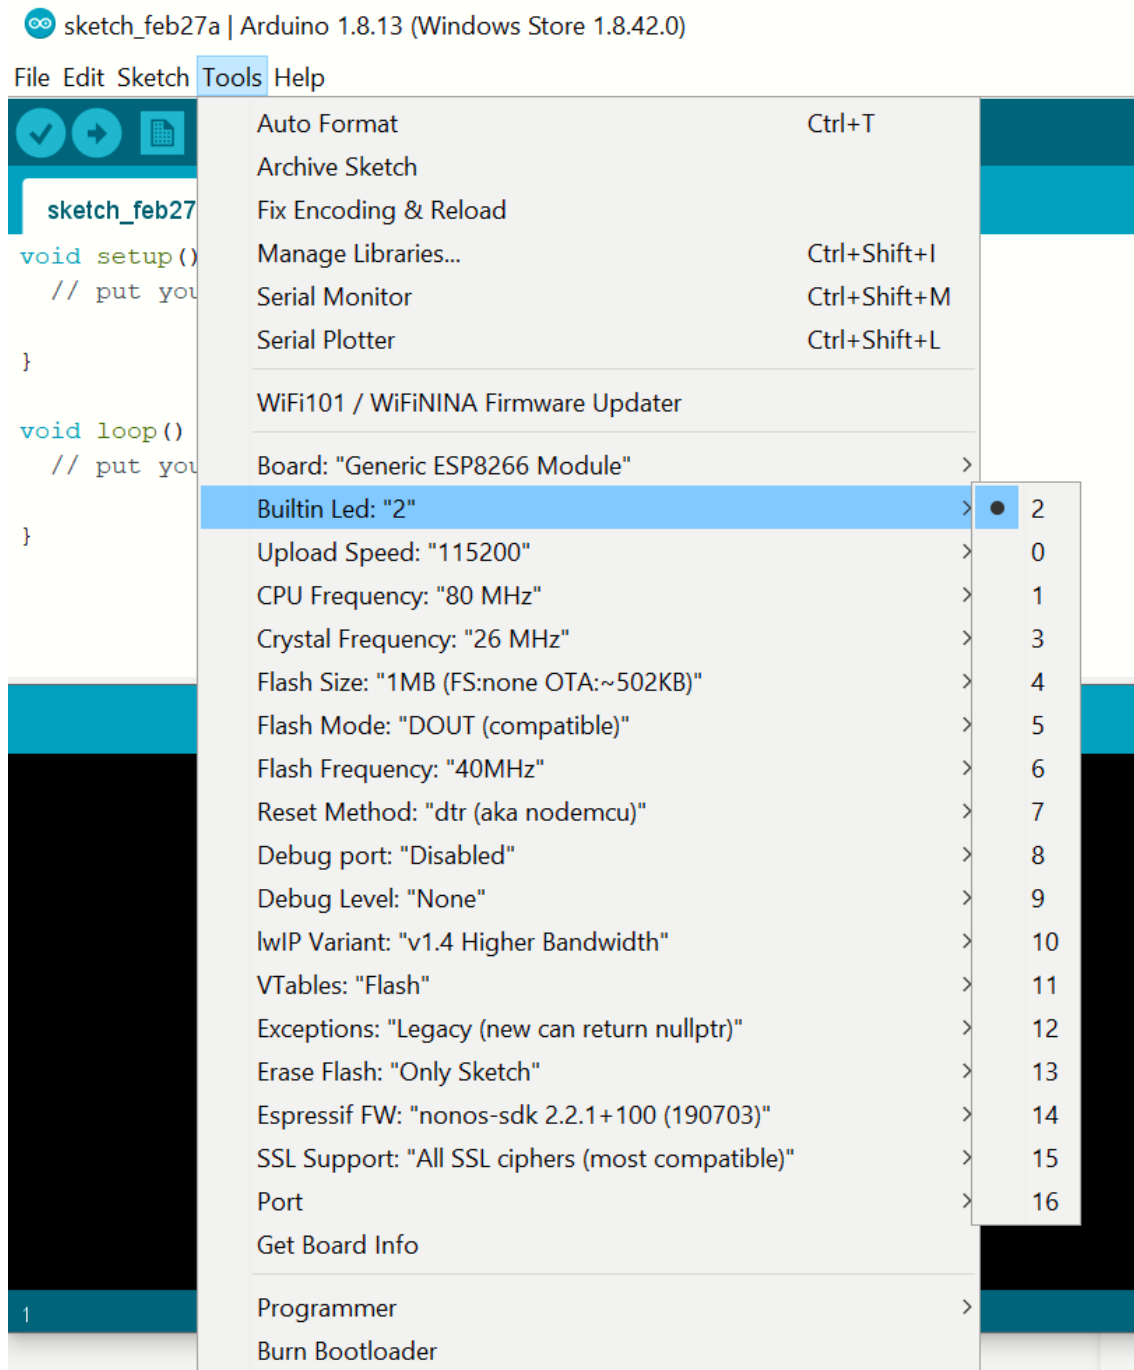 sketch_feb27a | Arduino 1.8.13 (Windows Store 1.8.42.0)
File Edit Sketch Tools Help
Auto Format Ctrl+T
Archive Sketch
sketch_feb27
Fix Encoding & Reload
void setup()
Manage Libraries... Ctrl+Shift+I
// put you
Serial Monitor Ctrl+Shift+M
Serial Plotter Ctrl+Shift+L
}
WiFi101 / WiFiNINA Firmware Updater
void loop()
// put you
Board: "Generic ESP8266 Module"
Builtin Led: "2" 2
}
Upload Speed: "115200" 0
CPU Frequency: "80 MHz" 1
Crystal Frequency: "26 MHz" 3
Flash Size: "1MB (FS:none OTA:~502KB)" 4
Flash Mode: "DOUT (compatible)" 5
Flash Frequency: "40MHz" 6
Reset Method: "dtr (aka nodemcu)" 7
Debug port: "Disabled" 8
Debug Level: "None" 9
lwIP Variant: "v1.4 Higher Bandwidth" 10
VTables: "Flash" 11
Exceptions: "Legacy (new can return nullptr)" 12
Erase Flash: "Only Sketch" 13
Espressif FW: "nonos-sdk 2.2.1+100 (190703)" 14
SSL Support: "All SSL ciphers (most compatible)" 15
Port 16
Get Board Info
Programmer
1
Burn Bootloader